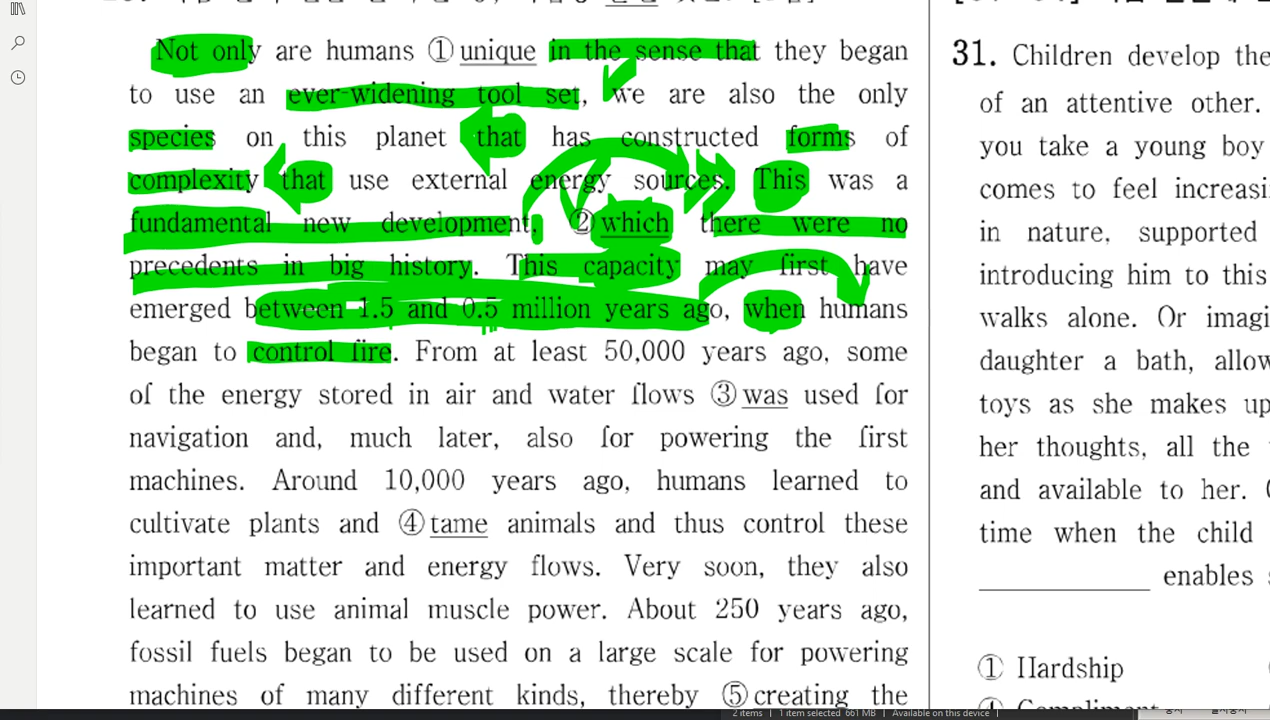 Not only are humans ① unique in the sense that they began
to use an ever-widening tool set, we are also the only
species on this planet that has constructed forms of
complexity that use external energy sources. This was a
fundamental new development, ② which there were no
precedents in big history. This capacity may first have
emerged between 1.5 and 0.5 million years ago, when humans
began to control fire. From at least 50,000 years ago, some
of the energy stored in air and water flows ③ was used for
navigation and, much later, also for powering the first
machines. Around 10,000 years ago, humans learned to
cultivate plants and ④ tame animals and thus control these
important matter and energy flows. Very soon, they also
learned to use animal muscle power. About 250 years ago,
fossil fuels began to be used on a large scale for powering
machines of many different kinds, thereby ⑤ creating the
31. Children develop the
of an attentive other.
you take a young boy
comes to feel increasi
in nature, supported
introducing him to this
walks alone. Or imagi
daughter a bath, allow
toys as she makes up
her thoughts, all the
and available to her.
time when the child
enables
① Hardship
2 items | 1 item selected 661 MB | Available on this device |